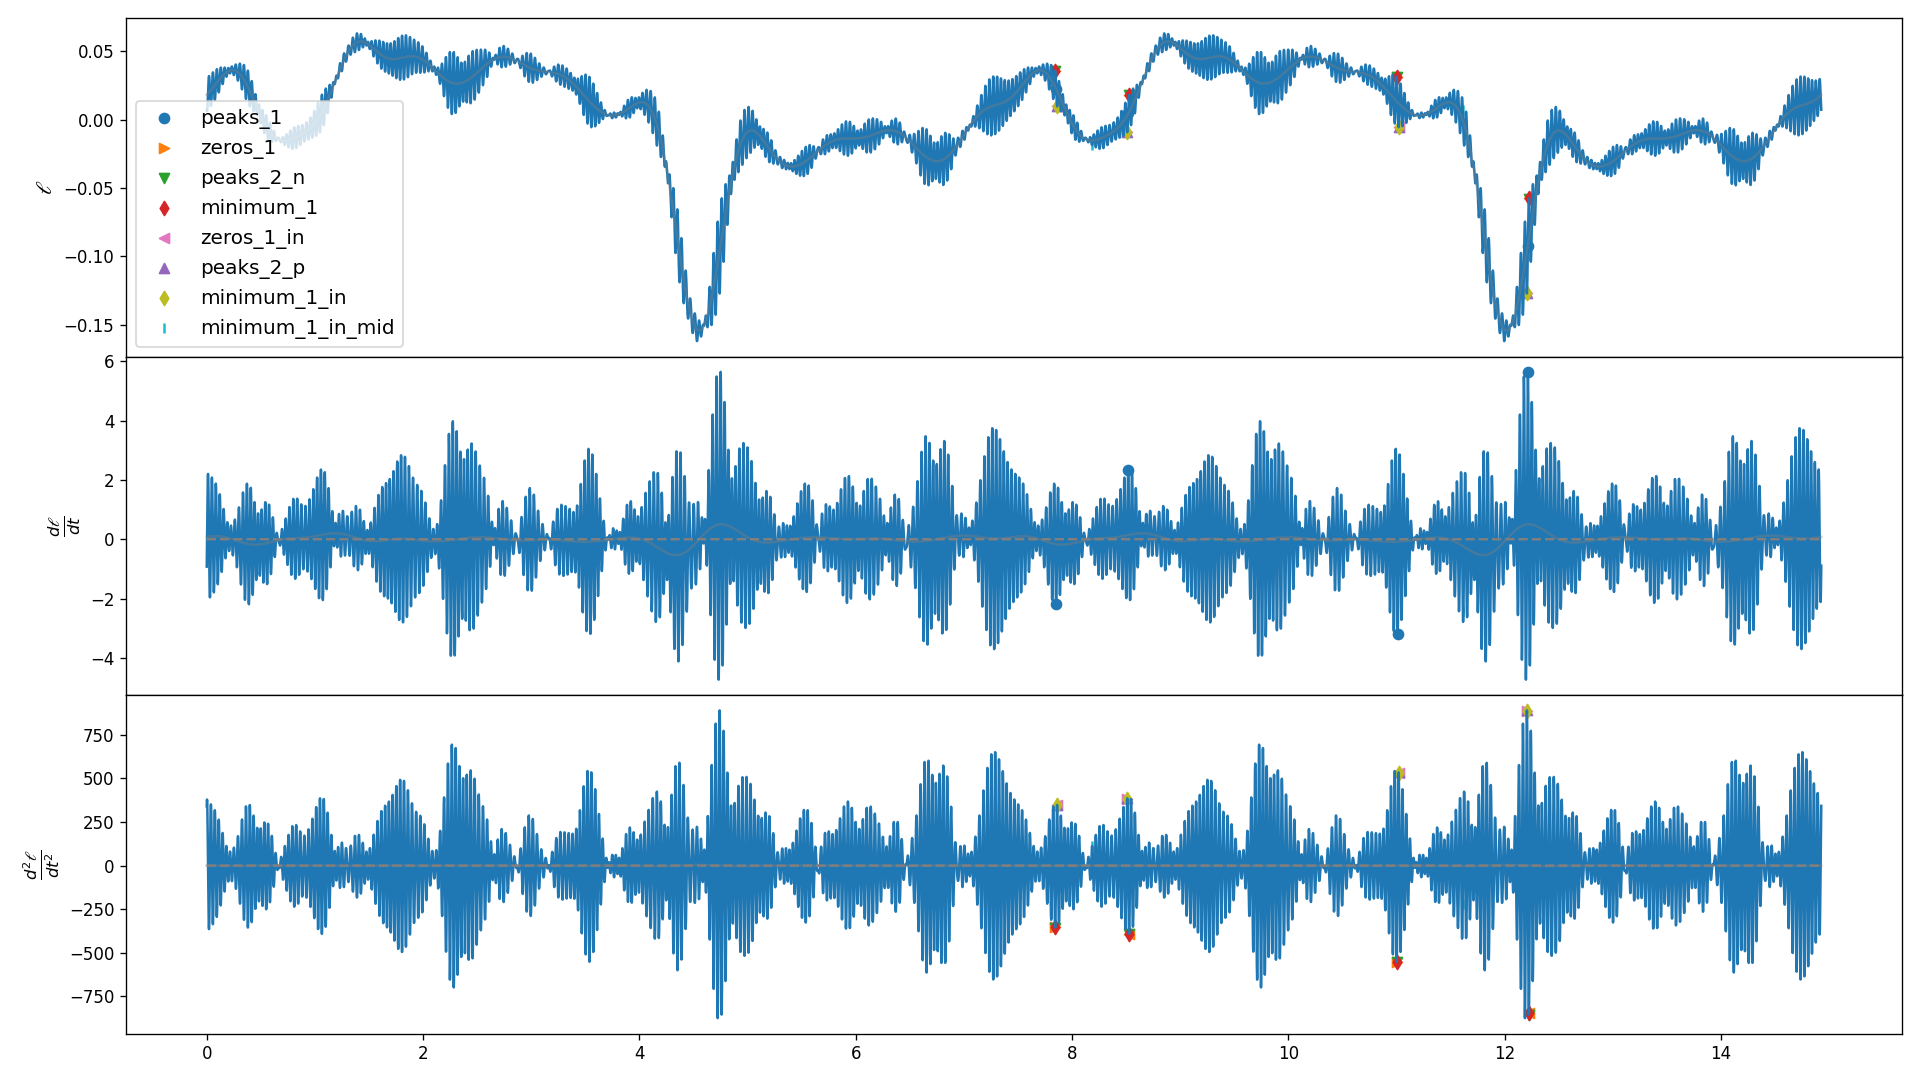 0.05
0.00
−0.05
−0.10
−0.15
ℓ
peaks_1
zeros_1
peaks_2_n
minimum_1
zeros_1_in
peaks_2_p
minimum_1_in
minimum_1_in_mid
6
4
2
0
−2
−4
dℓ
dt
750
500
250
0
−250
−500
−750
d²ℓ
dt²
0 2 4 6 8 10 12 14